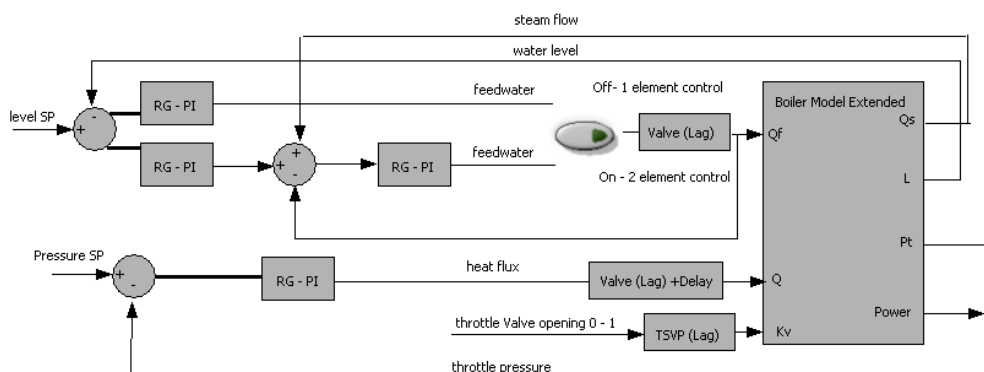 steam flow
water level
RG - PI
feedwater
Off- 1 element control
Boiler Model Extended
level SP
-
+
Valve (Lag)
Qf
Qs
RG - PI
+
+
-
RG - PI
feedwater
On - 2 element control
L
Pressure SP
+
-
RG - PI
heat flux
Valve (Lag) +Delay
Q
Pt
throttle Valve opening 0 - 1
TSVP (Lag)
Kv
Power
throttle pressure